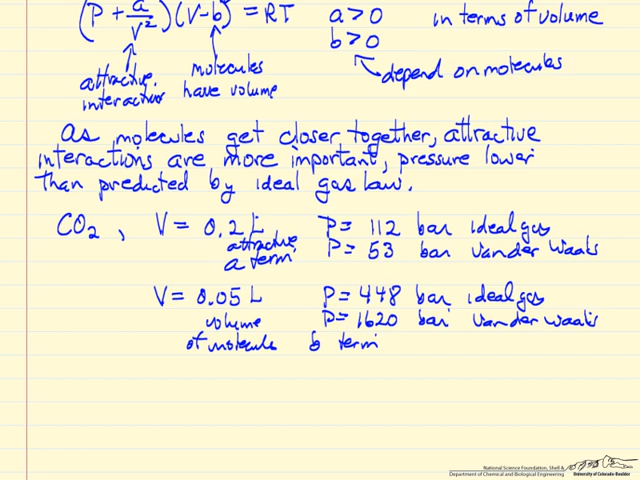 (P + a/V²)(V-b) = RT   a > 0   in terms of volume
b > 0
attractive interaction   molecules have volume   depend on molecules
As molecules get closer together, attractive
interactions are more important, pressure lower
than predicted by ideal gas law.
CO₂ , V = 0.2 L   P = 112 bar ideal gas
attractive   P = 53 bar van der Waals
a term
V = 0.05 L   P = 448 bar ideal gas
volume   P = 1620 bar van der Waals
of molecule   b term
National Science Foundation, Shell &
Department of Chemical and Biological Engineering   University of Colorado Boulder